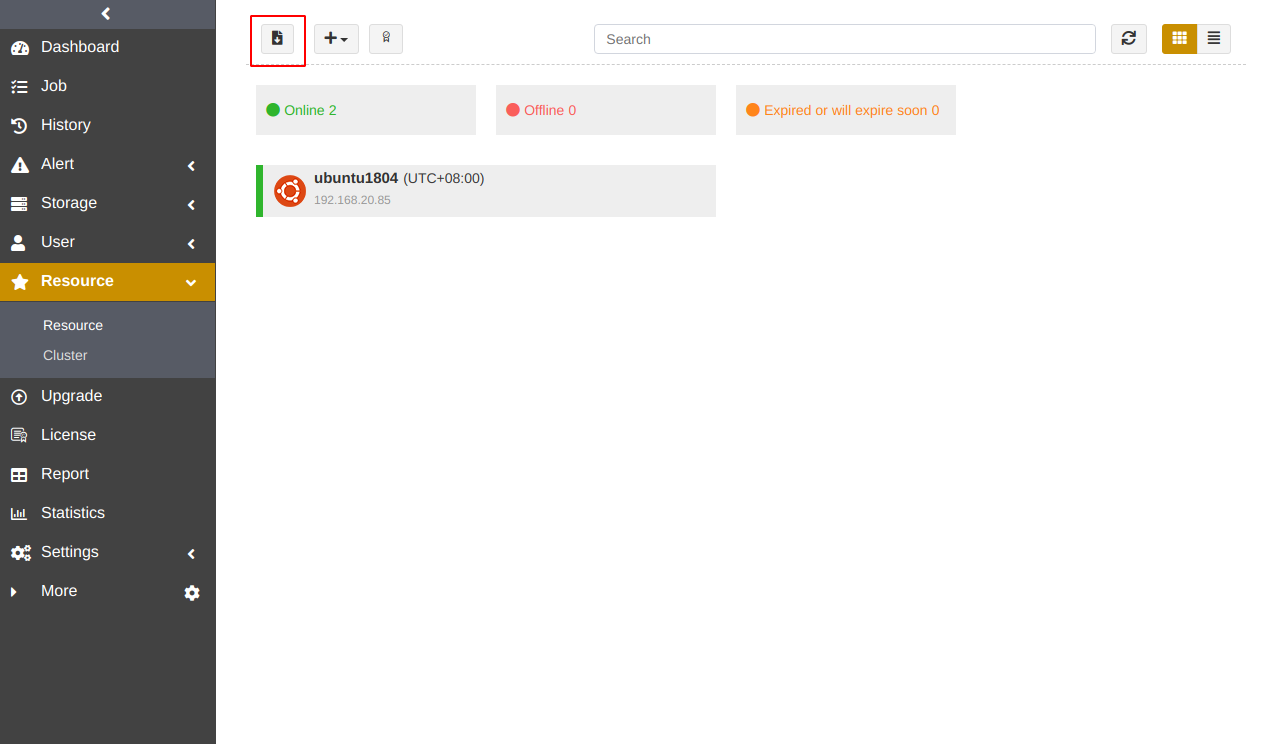 Dashboard
Job
History
Alert
Storage
User
Resource
Resource
Cluster
Upgrade
License
Report
Statistics
Settings
More
Search
Online 2
Offline 0
Expired or will expire soon 0
ubuntu1804 (UTC+08:00)
192.168.20.85